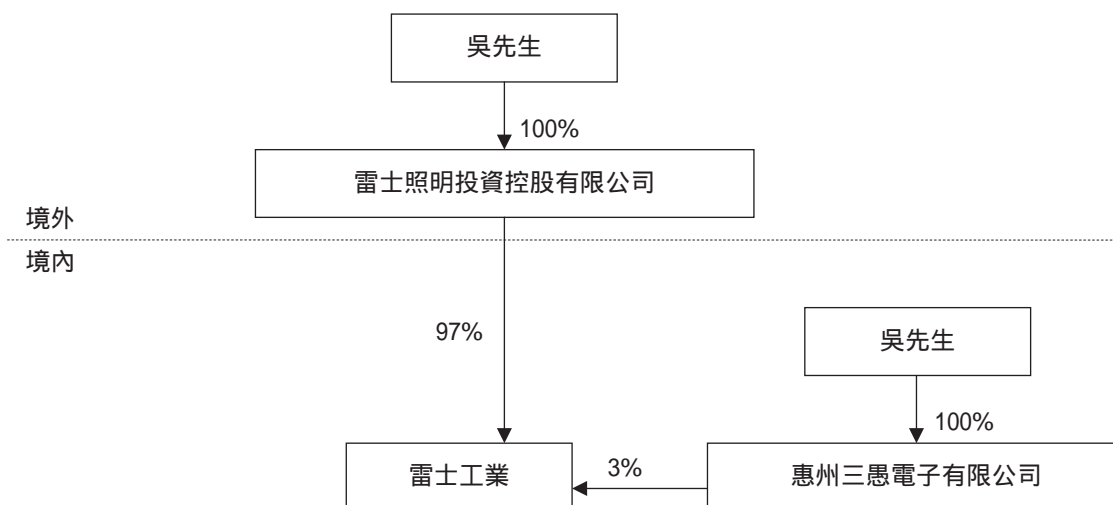 吳先生
100%
雷士照明投資控股有限公司
境外
境內
97%
吳先生
100%
雷士工業
3%
惠州三愚電子有限公司